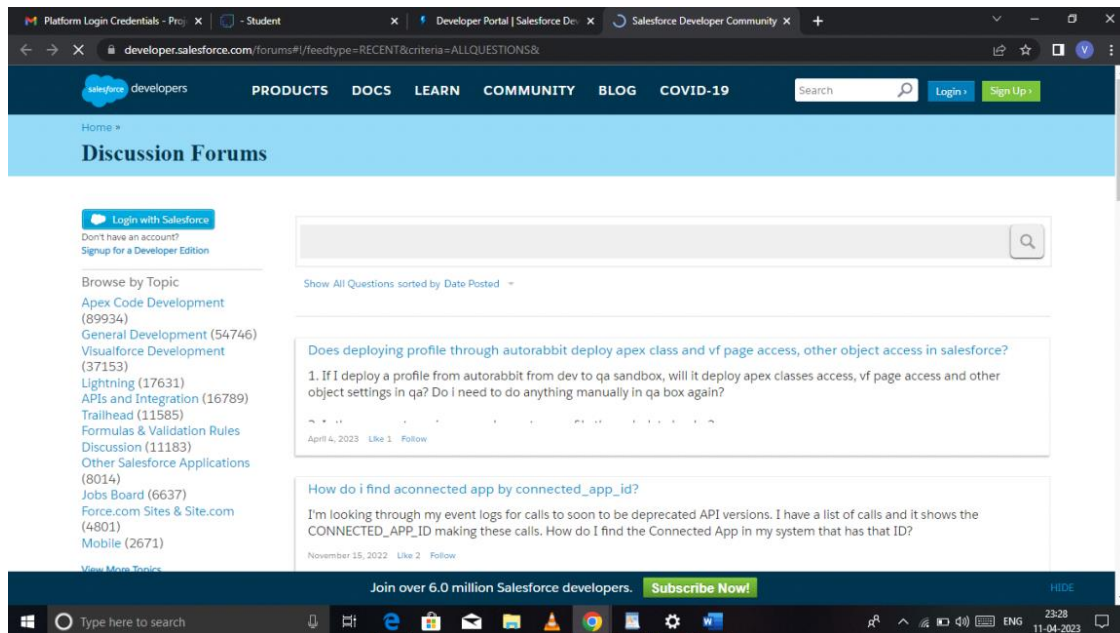 Platform Login Credentials - Proj
- Student
Developer Portal | Salesforce Dev
Salesforce Developer Community
developer.salesforce.com/forums#!/feedtype=RECENT&criteria=ALLQUESTIONS&
V
salesforce developers
PRODUCTS DOCS LEARN COMMUNITY BLOG COVID-19
Search
Login ›
Sign Up ›
Home »
Discussion Forums
Login with Salesforce
Don't have an account?
Signup for a Developer Edition
Browse by Topic
Apex Code Development
(89934)
General Development (54746)
Visualforce Development
(37153)
Lightning (17631)
APIs and Integration (16789)
Trailhead (11585)
Formulas & Validation Rules
Discussion (11183)
Other Salesforce Applications
(8014)
Jobs Board (6637)
Force.com Sites & Site.com
(4801)
Mobile (2671)
View More Topics
Show All Questions sorted by Date Posted
Does deploying profile through autorabbit deploy apex class and vf page access, other object access in salesforce?
1. If I deploy a profile from autorabbit from dev to qa sandbox, will it deploy apex classes access, vf page access and other
object settings in qa? Do i need to do anything manually in qa box again?
April 4, 2023 Like 1 Follow
How do i find aconnected app by connected_app_id?
I'm looking through my event logs for calls to soon to be deprecated API versions. I have a list of calls and it shows the
CONNECTED_APP_ID making these calls. How do I find the Connected App in my system that has that ID?
November 15, 2022 Like 2 Follow
Join over 6.0 million Salesforce developers. Subscribe Now!
HIDE
Type here to search
ENG
23:28
11-04-2023